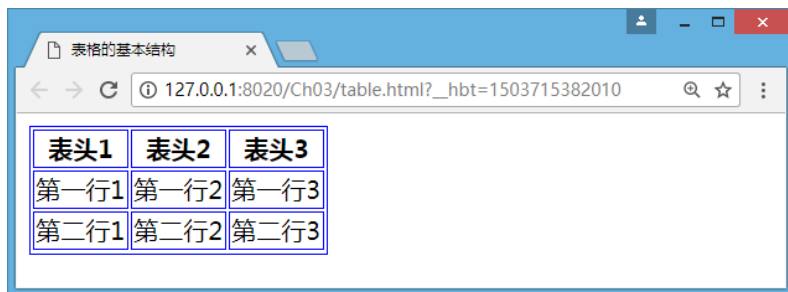 表格的基本结构
127.0.0.1:8020/Ch03/table.html?__hbt=1503715382010
表头1 表头2 表头3
第一行1 第一行2 第一行3
第二行1 第二行2 第二行3